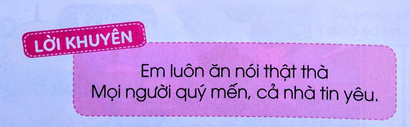 LỜI KHUYÊN
Em luôn ăn nói thật thà
Mọi người quý mến, cả nhà tin yêu.